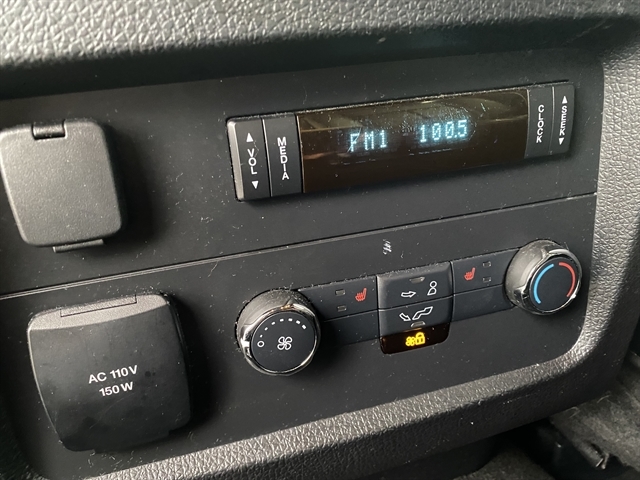 VOL
MEDIA
FM1 100.5
CLOCK
SEEK
AC 110V
150W